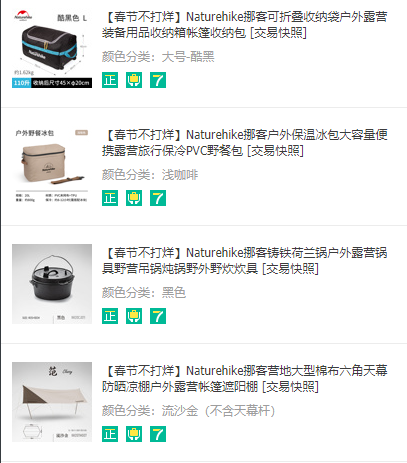 Naturehike
酷黑色 L
约1.62kg
110升 收纳后尺寸45×φ20cm
【春节不打烊】Naturehike挪客可折叠收纳袋户外露营
装备用品收纳箱帐篷收纳包 [交易快照]
颜色分类：大号-酷黑
正 7
户外野餐冰包
【春节不打烊】Naturehike挪客户外保温冰包大容量便
携露营旅行保冷PVC野餐包 [交易快照]
颜色分类：浅咖啡
正 7
【春节不打烊】Naturehike挪客铸铁荷兰锅户外露营锅
具野营吊锅炖锅野外野炊炊具 [交易快照]
颜色分类：黑色
正 7
黑色
【春节不打烊】Naturehike挪客营地大型棉布六角天幕
防晒凉棚户外露营帐篷遮阳棚 [交易快照]
颜色分类：流沙金（不含天幕杆）
正 7
流沙金